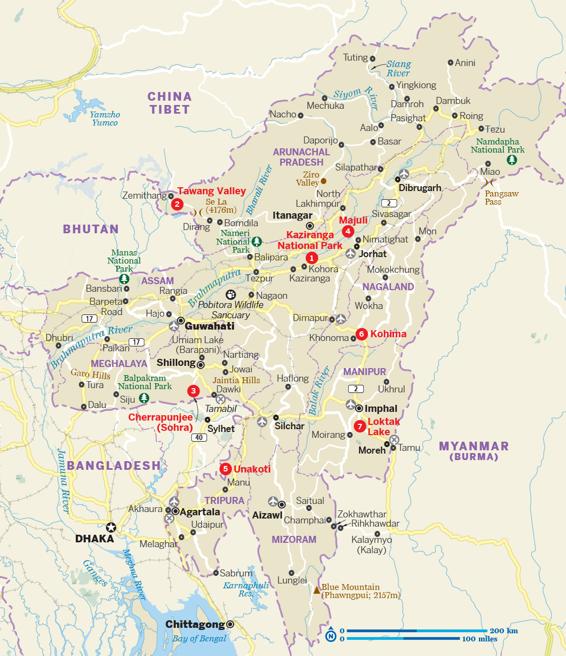 Tuting
Siang
River
Anini
CHINA
TIBET
Yamzho
Yumco
Yingkiong
Siyom River
Mechuka
Damroh
Dambuk
Nacho
Pasighat
Roing
Aalo
Tezu
Daporijo
Basar
Namdapha
National Park
ARUNACHAL
PRADESH
Silapathar
Miao
Ziro
Valley
Bharali River
Dibrugarh
Pangsaw
Pass
Zemithang
Tawang Valley
2
North
Lakhimpur
2
Se La
(4176m)
Itanagar
Majuli
4
Sivasagar
BHUTAN
Dirang
Bomdila
Kaziranga
National Park
1
Nameri
National
Park
Nimatighat
Mon
Manas
National
Park
Balipara
Jorhat
Kohora
Tezpur
Kaziranga
Mokokchung
ASSAM
Brahmaputra
NAGALAND
Bansbari
Rangia
Nagaon
Barpeta
Road
Pobitora Wildlife
Sancuary
Wokha
Hajo
Dimapur
17
Guwahati
Kohima
6
Dhubri
Brahmaputra River
17
Umiam Lake
(Barapani)
Khonoma
Paikan
Nartiang
MEGHALAYA
Shillong
Jowai
MANIPUR
Garo Hills
Balpakram
National Park
Jaintia Hills
Barak River
Tura
Haflong
2
Ukhrul
3
Dawki
Siju
Tamabil
Dalu
Imphal
Cherrapunjee
(Sohra)
Sylhet
Silchar
Loktak
Lake
7
Moirang
40
Moreh
Tamu
MYANMAR
(BURMA)
BANGLADESH
5
Unakoti
Jamuna River
Manu
TRIPURA
Saitual
Akhaura
Agartala
Aizawl
Zokhawthar
Champhai
Rihkhawdar
Udaipur
DHAKA
Kalaymyo
(Kalay)
Melaghar
MIZORAM
Meghna River
Ganges
Sabrum
Lunglei
Karnaphuli
Res
Blue Mountain
(Phawngpui; 2157m)
Chittagong
Bay of Bengal
N
0 200 km
0 100 miles